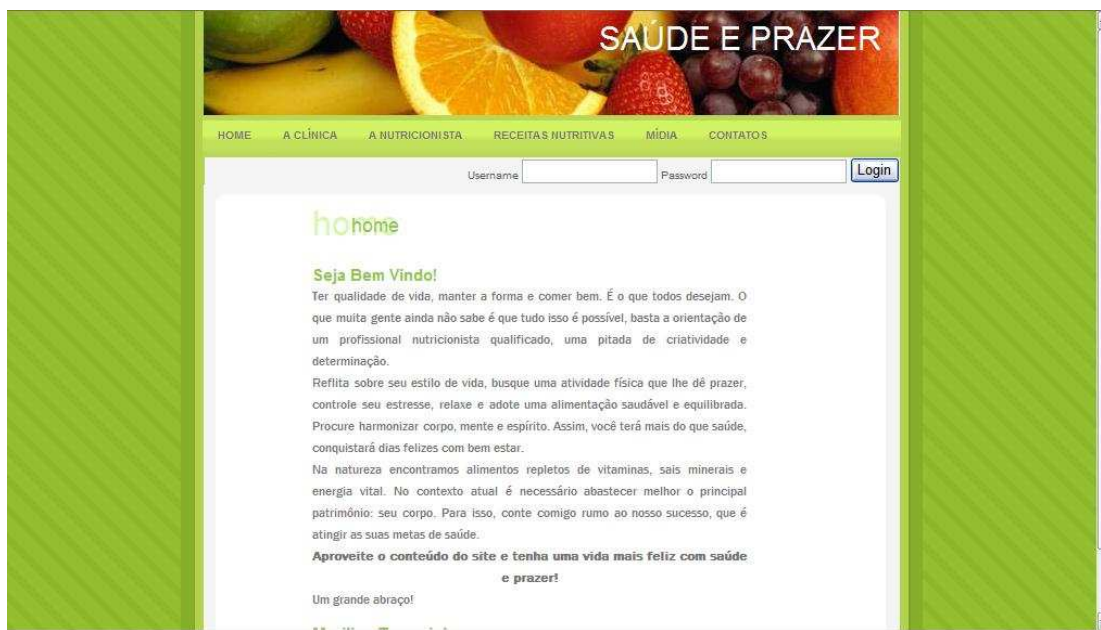 SAÚDE E PRAZER
HOME A CLÍNICA A NUTRICIONISTA RECEITAS NUTRITIVAS MÍDIA CONTATOS
Username Password Login
home home
Seja Bem Vindo!
Ter qualidade de vida, manter a forma e comer bem. É o que todos desejam. O
que muita gente ainda não sabe é que tudo isso é possível, basta a orientação de
um profissional nutricionista qualificado, uma pitada de criatividade e
determinação.
Reflita sobre seu estilo de vida, busque uma atividade física que lhe dê prazer,
controle seu estresse, relaxe e adote uma alimentação saudável e equilibrada.
Procure harmonizar corpo, mente e espírito. Assim, você terá mais do que saúde,
conquistará dias felizes com bem estar.
Na natureza encontramos alimentos repletos de vitaminas, sais minerais e
energia vital. No contexto atual é necessário abastecer melhor o principal
patrimônio: seu corpo. Para isso, conte comigo rumo ao nosso sucesso, que é
atingir as suas metas de saúde.
Aproveite o conteúdo do site e tenha uma vida mais feliz com saúde
e prazer!
Um grande abraço!